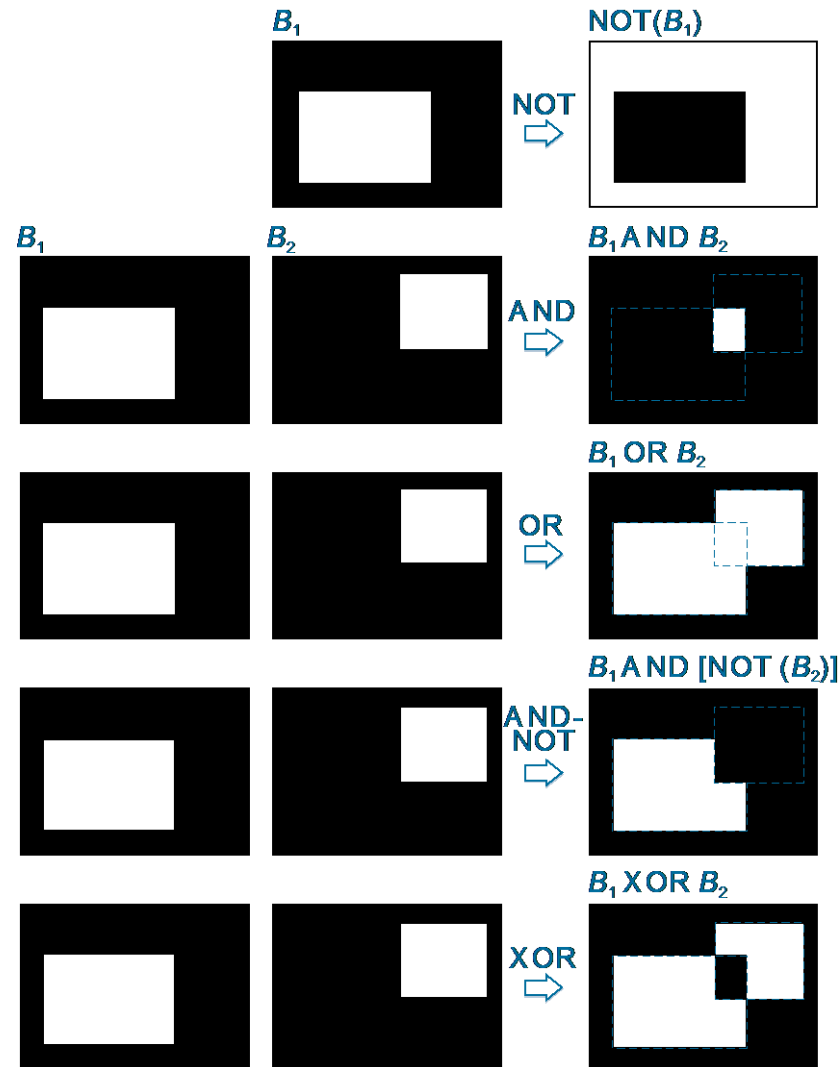 B₁
NOT(B₁)
NOT
B₁
B₂
B₁ AND B₂
AND
B₁ OR B₂
OR
B₁ AND [NOT (B₂)]
AND-
NOT
B₁ XOR B₂
XOR